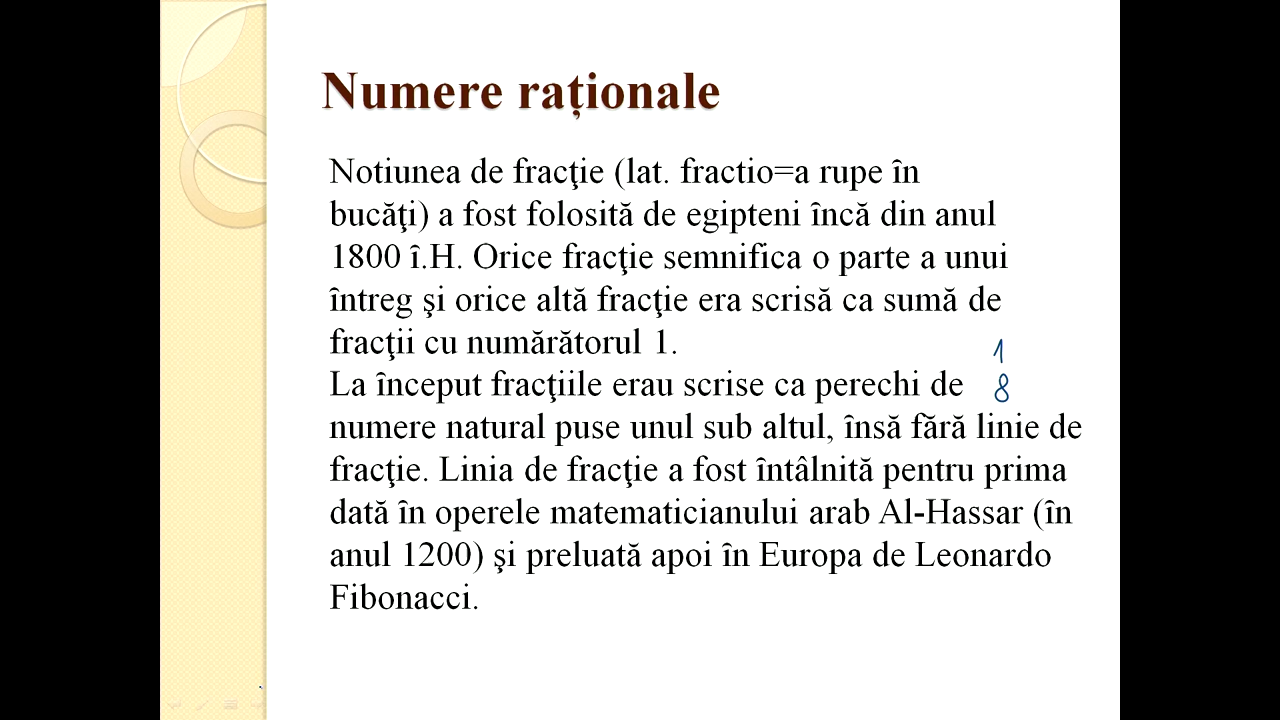 Numere raționale
Notiunea de fracţie (lat. fractio=a rupe în
bucăţi) a fost folosită de egipteni încă din anul
1800 î.H. Orice fracţie semnifica o parte a unui
întreg şi orice altă fracţie era scrisă ca sumă de
fracţii cu numărătorul 1.
1
La început fracţiile erau scrise ca perechi de
8
numere natural puse unul sub altul, însă fără linie de
fracţie. Linia de fracţie a fost întâlnită pentru prima
dată în operele matematicianului arab Al-Hassar (în
anul 1200) şi preluată apoi în Europa de Leonardo
Fibonacci.